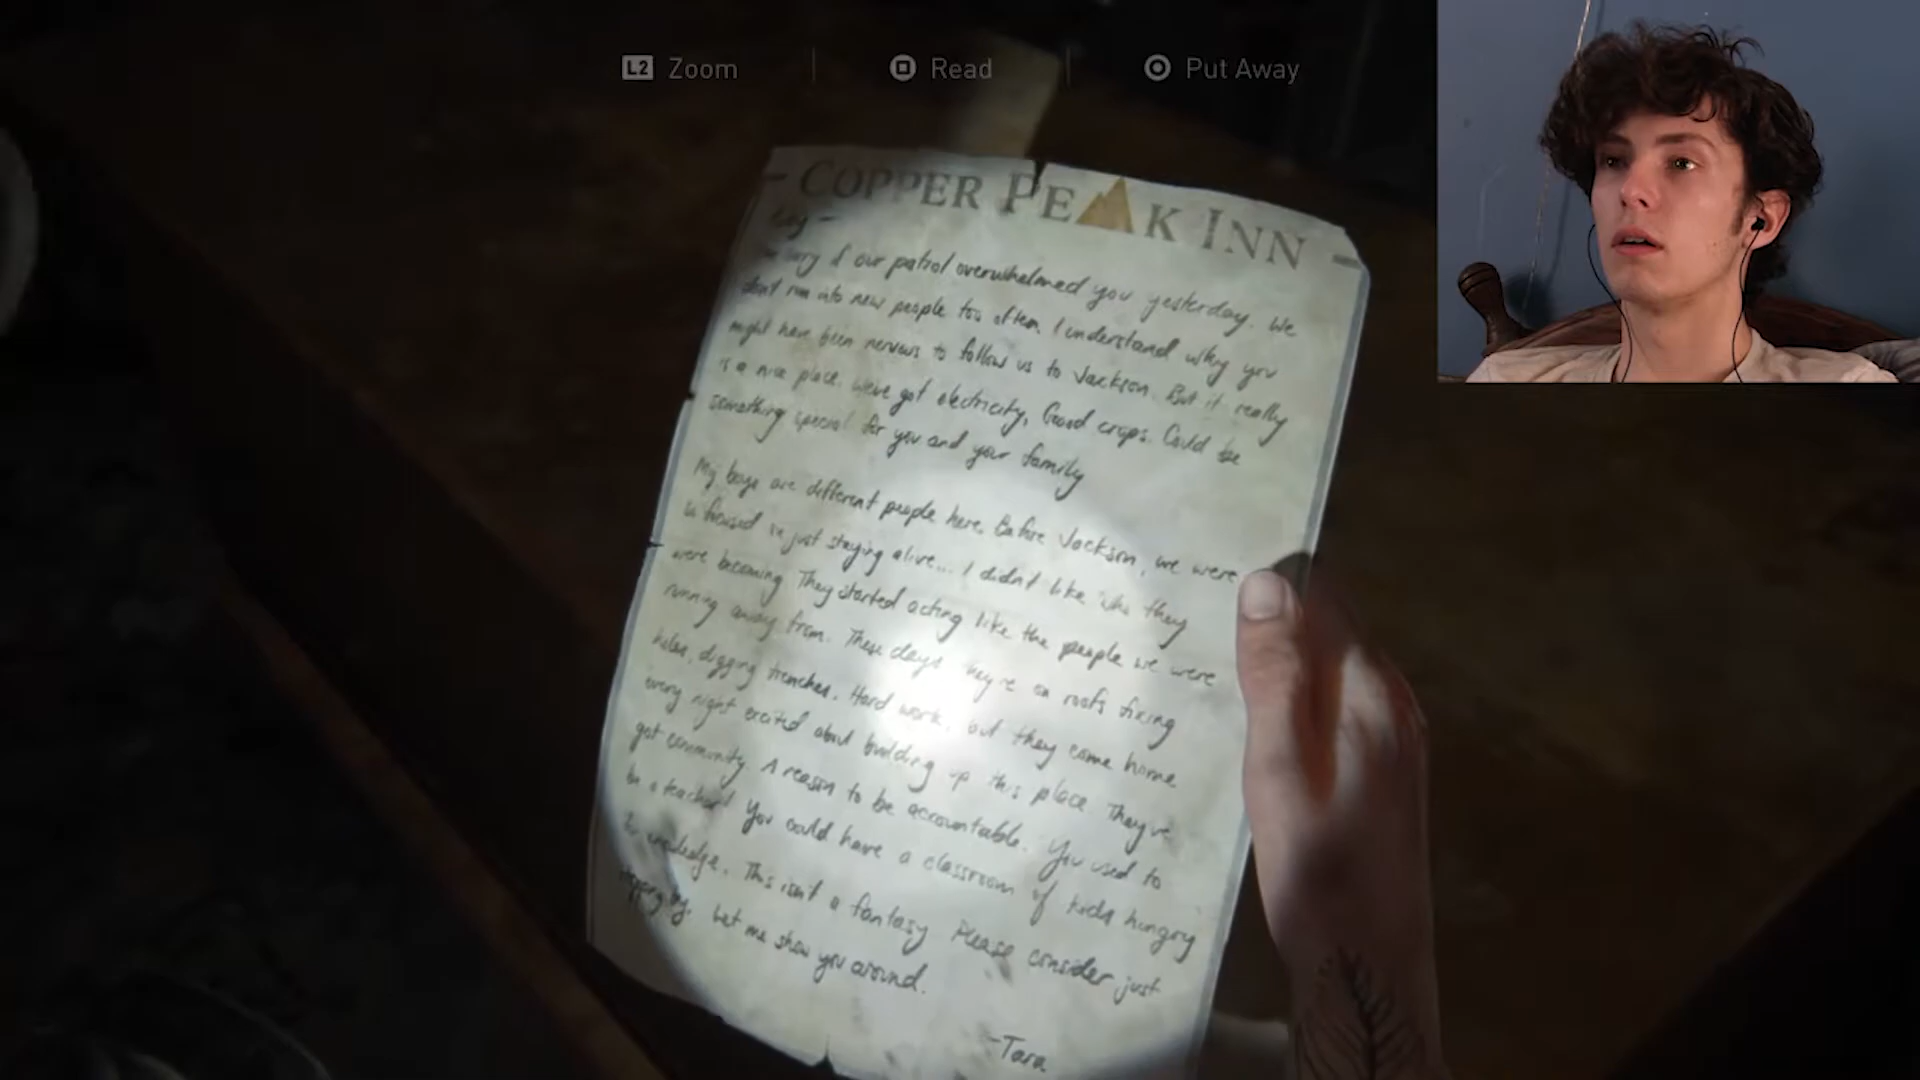 L2 Zoom
Read
Put Away
COPPER PEAK INN
if our patrol overwhelmed you yesterday. We
don't run into new people too often. I understand why you
might have been nervous to follow us to Jackson. But it really
is a nice place. We've got electricity, Good crops. Could be
something special for you and your family
My boys are different people here. Before Jackson, we were
so focused in just staying alive... I didn't like who they
were becoming They started acting like the people we were
running away from. These days they're on roofs fixing
holes, digging trenches. Hard work, but they come home
every night excited about building up this place. They've
got community. A reason to be accountable. You used to
be a teacher! You could have a classroom of kids hungry
for knowledge. This isn't a fantasy Please consider just
stopping by. Let me show you around.
-Tara